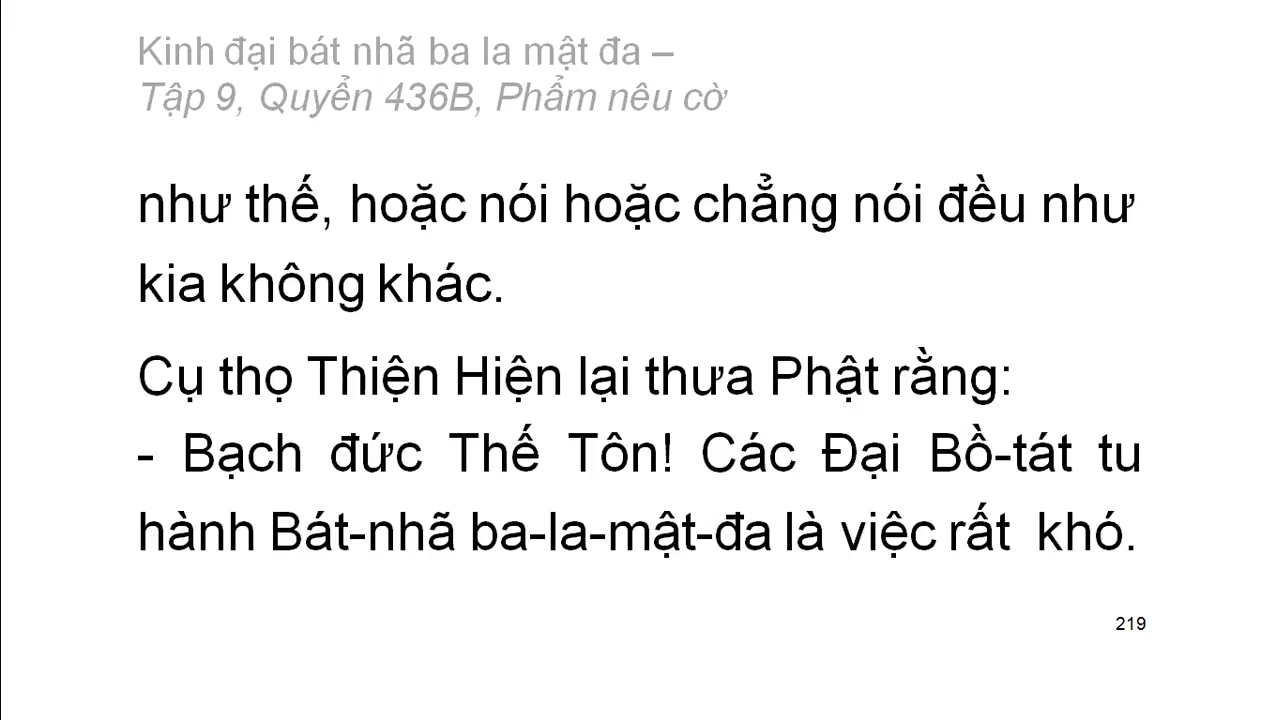 Kinh đại bát nhã ba la mật đa –
Tập 9, Quyển 436B, Phẩm nêu cờ
như thế, hoặc nói hoặc chẳng nói đều như
kia không khác.
Cụ thọ Thiện Hiện lại thưa Phật rằng:
- Bạch đức Thế Tôn! Các Đại Bồ-tát tu
hành Bát-nhã ba-la-mật-đa là việc rất khó.
219